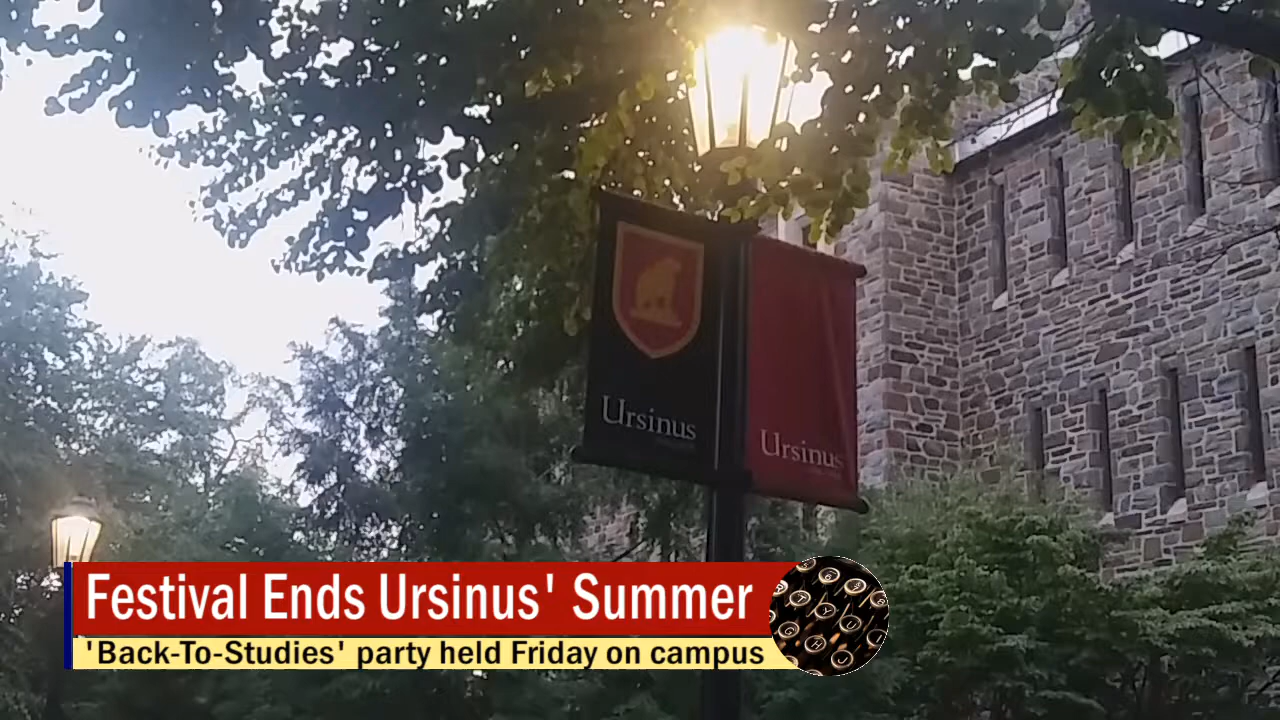 Ursinus
Ursinus
Festival Ends Ursinus' Summer
'Back-To-Studies' party held Friday on campus